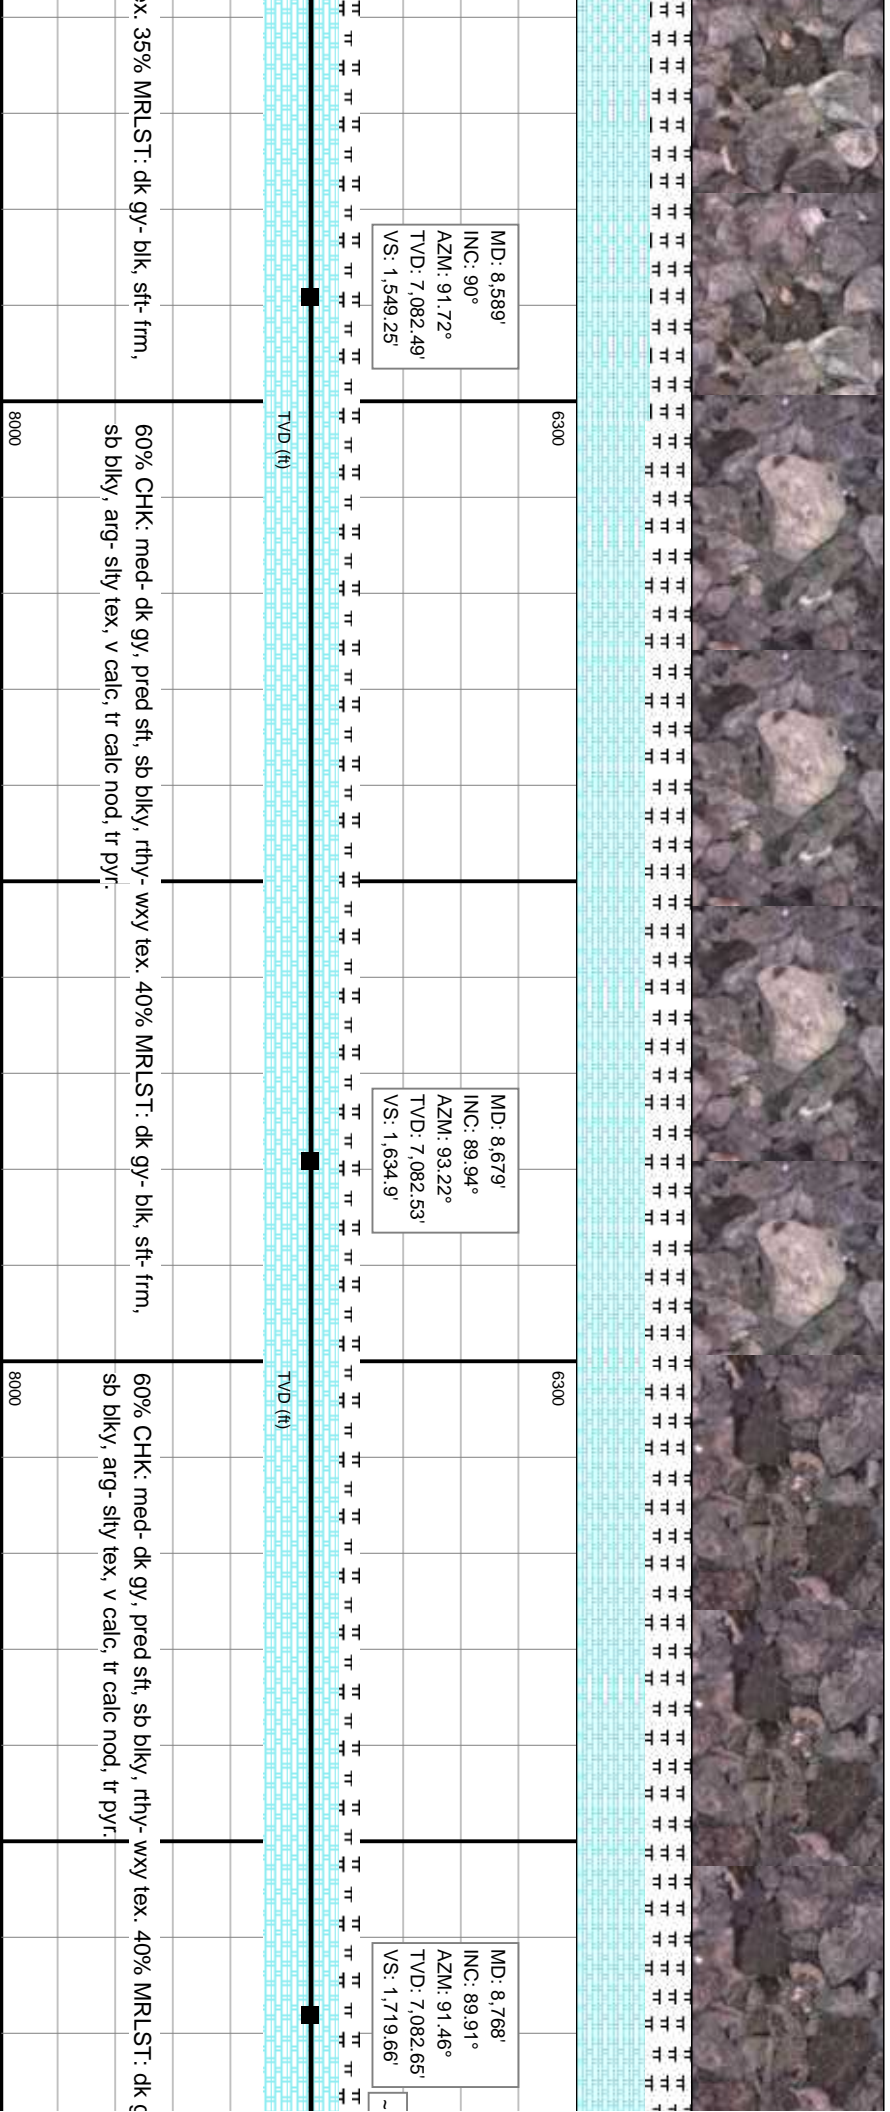 ex. 35% MRLST: dk gy- blk, sft- frm,
MD: 8,589'
INC: 90°
AZM: 91.72°
TVD: 7,082.49'
VS: 1,549.25'
6300
TVD (ft)
8000
60% CHK: med- dk gy, pred sft, sb blky, rthy- wxy tex. 40% MRLST: dk gy- blk, sft- frm,
sb blky, arg- slty tex, v calc, tr calc nod, tr pyr.
MD: 8,679'
INC: 89.94°
AZM: 93.22°
TVD: 7,082.53'
VS: 1,634.9'
6300
TVD (ft)
8000
60% CHK: med- dk gy, pred sft, sb blky, rthy- wxy tex. 40% MRLST: dk g
sb blky, arg- slty tex, v calc, tr calc nod, tr pyr.
MD: 8,768'
INC: 89.91°
AZM: 91.46°
TVD: 7,082.65'
VS: 1,719.66'
~